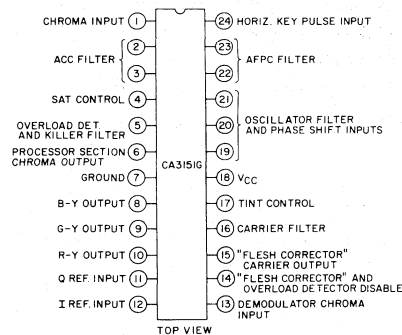 CHROMA INPUT 1
24 HORIZ. KEY PULSE INPUT
ACC FILTER
2
3
23
22
AFPC FILTER
SAT CONTROL 4
21
20
19
OSCILLATOR FILTER
AND PHASE SHIFT INPUTS
OVERLOAD DET.
AND KILLER FILTER
5
PROCESSOR SECTION
CHROMA OUTPUT
6
CA3151G
GROUND 7
18 VCC
B-Y OUTPUT 8
17 TINT CONTROL
G-Y OUTPUT 9
16 CARRIER FILTER
R-Y OUTPUT 10
15 "FLESH CORRECTOR"
CARRIER OUTPUT
Q REF. INPUT 11
14 "FLESH CORRECTOR" AND
OVERLOAD DETECTOR DISABLE
I REF. INPUT 12
13 DEMODULATOR CHROMA
INPUT
TOP VIEW